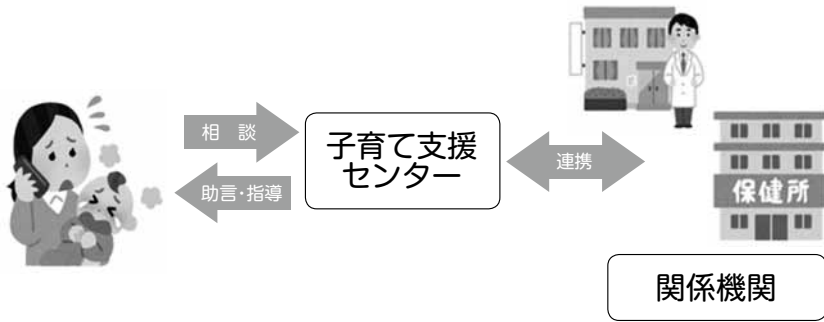 相　談
助言・指導
子育て支援
センター
連携
保健所
関係機関